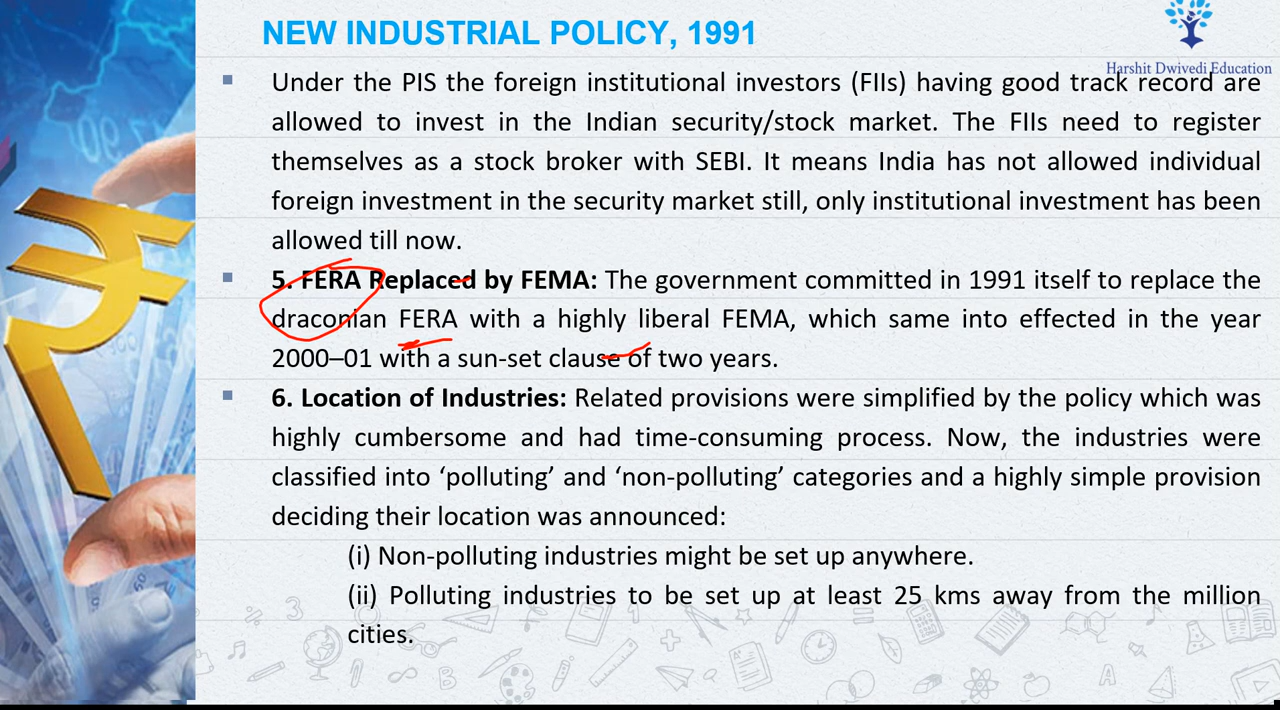 NEW INDUSTRIAL POLICY, 1991
Harshit Dwivedi Education
▪ Under the PIS the foreign institutional investors (FIIs) having good track record are
allowed to invest in the Indian security/stock market. The FIIs need to register
themselves as a stock broker with SEBI. It means India has not allowed individual
foreign investment in the security market still, only institutional investment has been
allowed till now.
▪ 5. FERA Replaced by FEMA: The government committed in 1991 itself to replace the
draconian FERA with a highly liberal FEMA, which same into effected in the year
2000–01 with a sun-set clause of two years.
▪ 6. Location of Industries: Related provisions were simplified by the policy which was
highly cumbersome and had time-consuming process. Now, the industries were
classified into ‘polluting’ and ‘non-polluting’ categories and a highly simple provision
deciding their location was announced:
(i) Non-polluting industries might be set up anywhere.
(ii) Polluting industries to be set up at least 25 kms away from the million
cities.